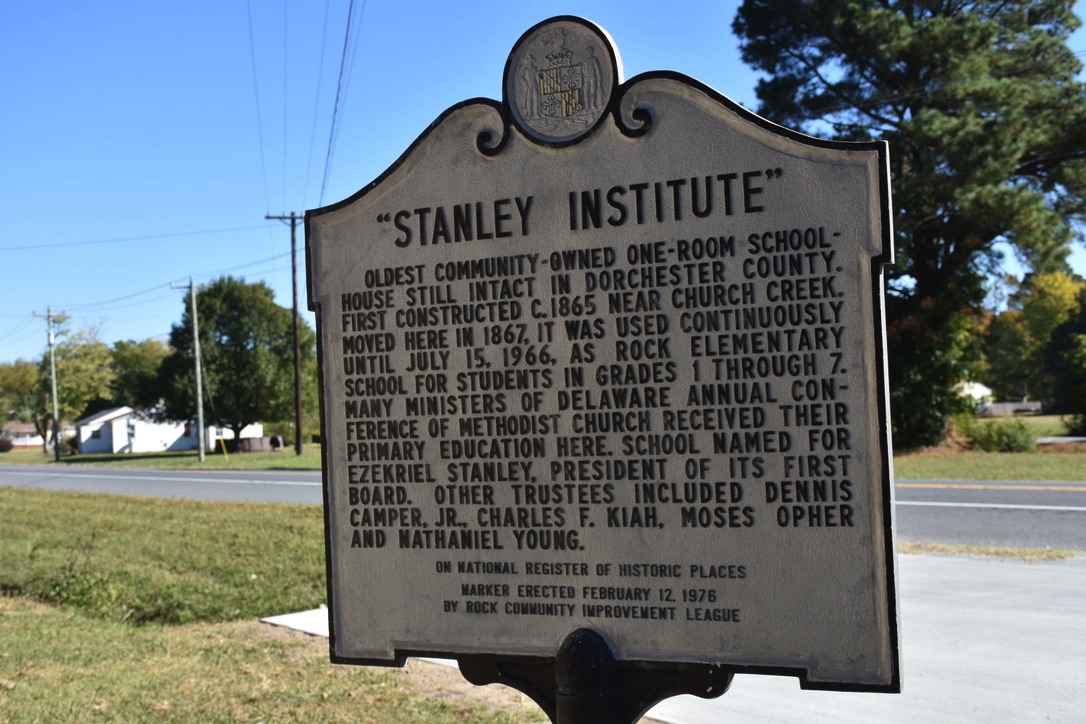 "STANLEY INSTITUTE"
OLDEST COMMUNITY-OWNED ONE-ROOM SCHOOL-
HOUSE STILL INTACT IN DORCHESTER COUNTY.
FIRST CONSTRUCTED C.1865 NEAR CHURCH CREEK.
MOVED HERE IN 1867, IT WAS USED CONTINUOUSLY
UNTIL JULY 15, 1966, AS ROCK ELEMENTARY
SCHOOL FOR STUDENTS IN GRADES 1 THROUGH 7.
MANY MINISTERS OF DELAWARE ANNUAL CON-
FERENCE OF METHODIST CHURCH RECEIVED THEIR
PRIMARY EDUCATION HERE. SCHOOL NAMED FOR
EZEKRIEL STANLEY, PRESIDENT OF ITS FIRST
BOARD. OTHER TRUSTEES INCLUDED DENNIS
CAMPER, JR., CHARLES F. KIAH, MOSES OPHER
AND NATHANIEL YOUNG.
ON NATIONAL REGISTER OF HISTORIC PLACES
MARKER ERECTED FEBRUARY 12, 1976
BY ROCK COMMUNITY IMPROVEMENT LEAGUE